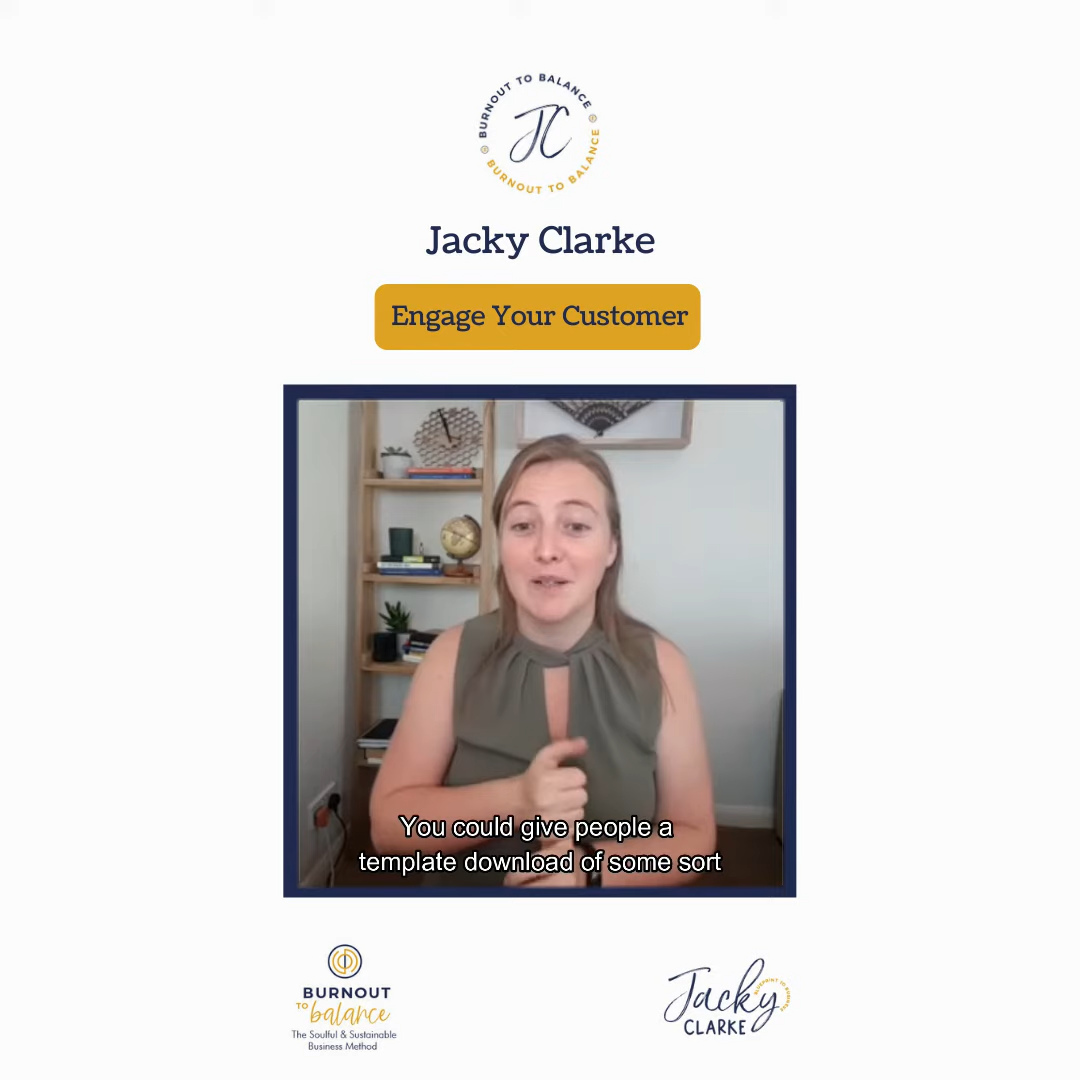 BURNOUT TO BALANCE
JC
BURNOUT TO BALANCE
Jacky Clarke
Engage Your Customer
You could give people a
template download of some sort
BURNOUT
TO balance
The Soulful & Sustainable
Business Method
Jacky
CLARKE